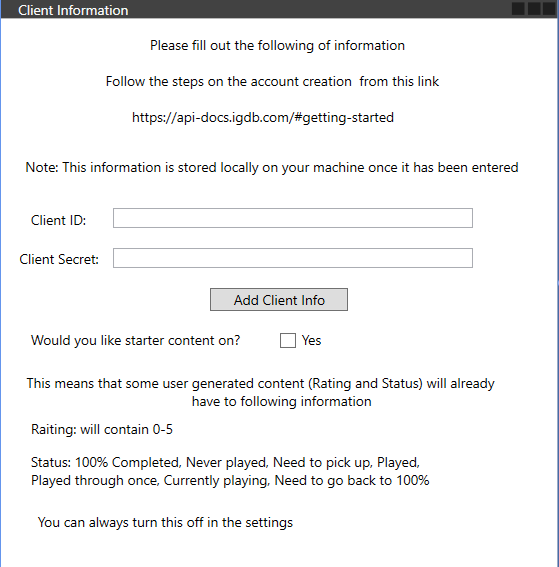 Client Information
Please fill out the following of information
Follow the steps on the account creation  from this link
https://api-docs.igdb.com/#getting-started
Note: This information is stored locally on your machine once it has been entered
Client ID:
Client Secret:
Add Client Info
Would you like starter content on? Yes
This means that some user generated content (Rating and Status) will already
have to following information
Raiting: will contain 0-5
Status: 100% Completed, Never played, Need to pick up, Played,
Played through once, Currently playing, Need to go back to 100%
You can always turn this off in the settings